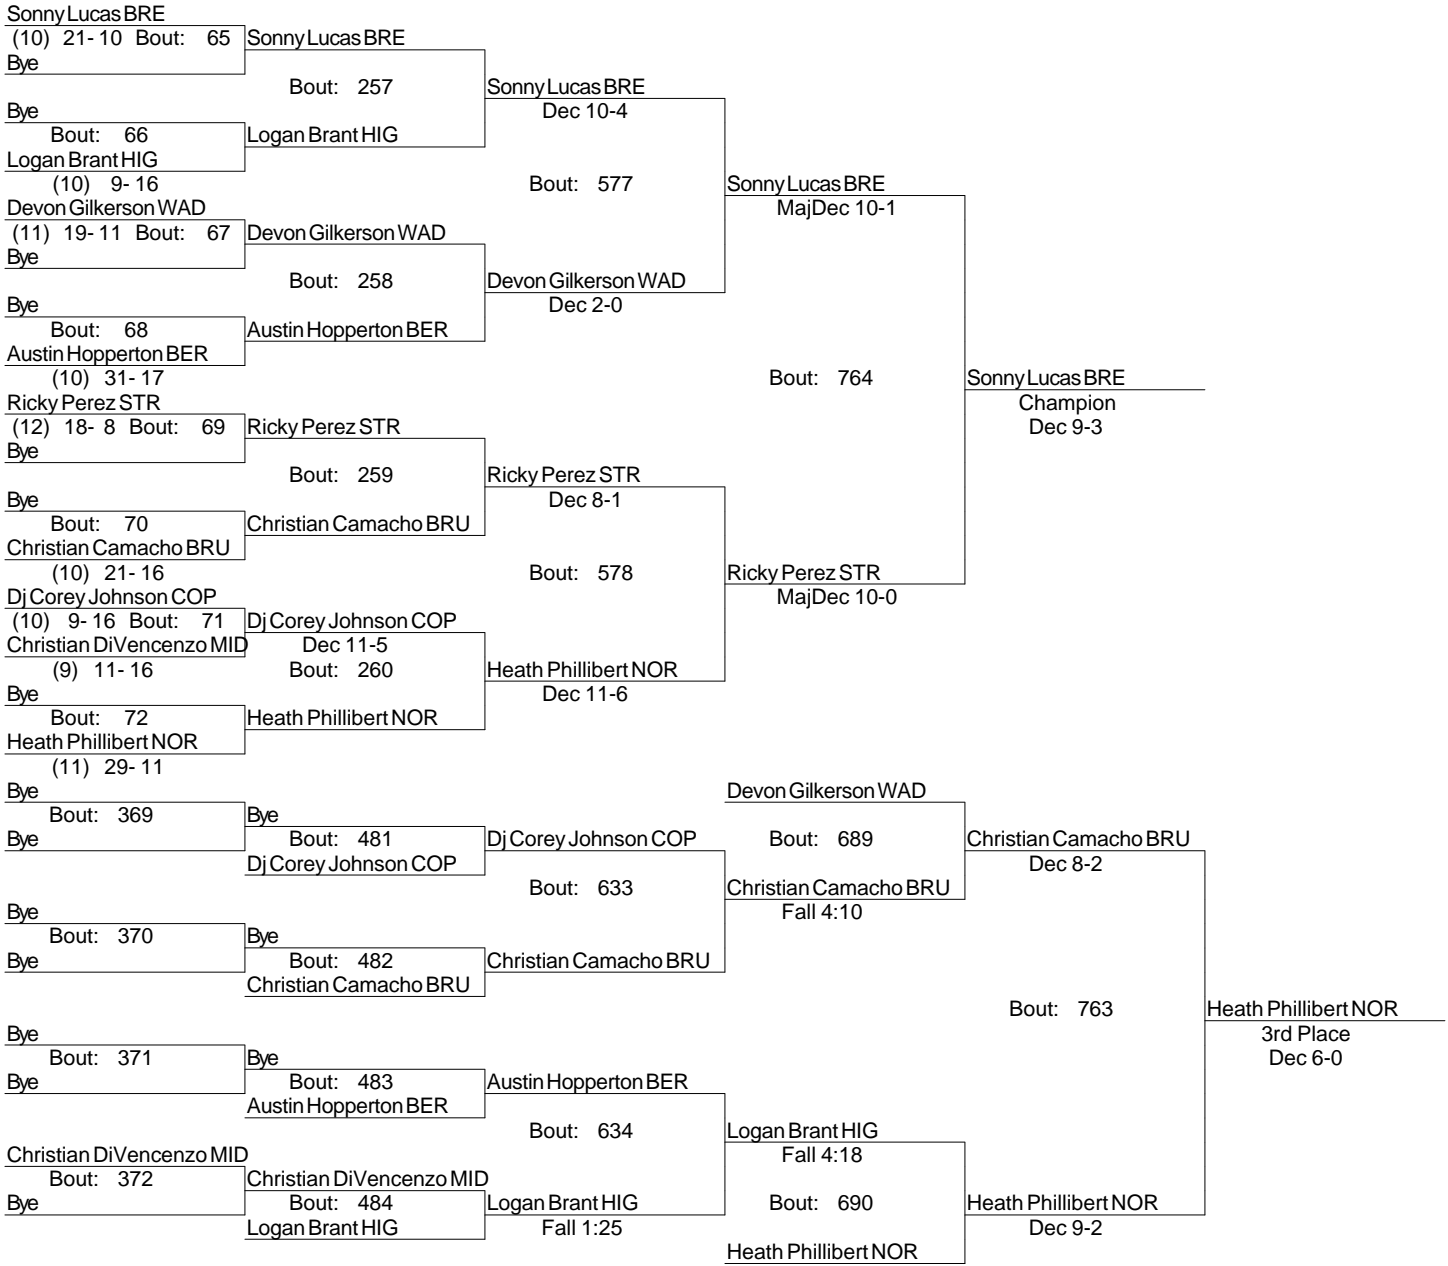 Sonny Lucas BRE
(10) 21- 10 Bout: 65 Sonny Lucas BRE
Bye
Bout: 257 Sonny Lucas BRE
Bye Dec 10-4
Bout: 66 Logan Brant HIG
Logan Brant HIG
(10) 9- 16 Bout: 577 Sonny Lucas BRE
Devon Gilkerson WAD MajDec 10-1
(11) 19- 11 Bout: 67 Devon Gilkerson WAD
Bye
Bout: 258 Devon Gilkerson WAD
Bye Dec 2-0
Bout: 68 Austin Hopperton BER
Austin Hopperton BER
(10) 31- 17 Bout: 764 Sonny Lucas BRE
Ricky Perez STR Champion
(12) 18- 8 Bout: 69 Ricky Perez STR Dec 9-3
Bye
Bout: 259 Ricky Perez STR
Bye Dec 8-1
Bout: 70 Christian Camacho BRU
Christian Camacho BRU
(10) 21- 16 Bout: 578 Ricky Perez STR
Dj Corey Johnson COP MajDec 10-0
(10) 9- 16 Bout: 71 Dj Corey Johnson COP
Christian DiVencenzo MID Dec 11-5
(9) 11- 16 Bout: 260 Heath Phillibert NOR
Bye Dec 11-6
Bout: 72 Heath Phillibert NOR
Heath Phillibert NOR
(11) 29- 11
Bye Devon Gilkerson WAD
Bout: 369 Bye
Bye Bout: 481 Dj Corey Johnson COP Bout: 689 Christian Camacho BRU
Dj Corey Johnson COP Dec 8-2
Bout: 633 Christian Camacho BRU
Bye Fall 4:10
Bout: 370 Bye
Bye Bout: 482 Christian Camacho BRU
Christian Camacho BRU
Bout: 763 Heath Phillibert NOR
Bye 3rd Place
Bout: 371 Bye Dec 6-0
Bye Bout: 483 Austin Hopperton BER
Austin Hopperton BER
Bout: 634 Logan Brant HIG
Christian DiVencenzo MID Fall 4:18
Bout: 372 Christian DiVencenzo MID
Bye Bout: 484 Logan Brant HIG Bout: 690 Heath Phillibert NOR
Logan Brant HIG Fall 1:25 Dec 9-2
Heath Phillibert NOR